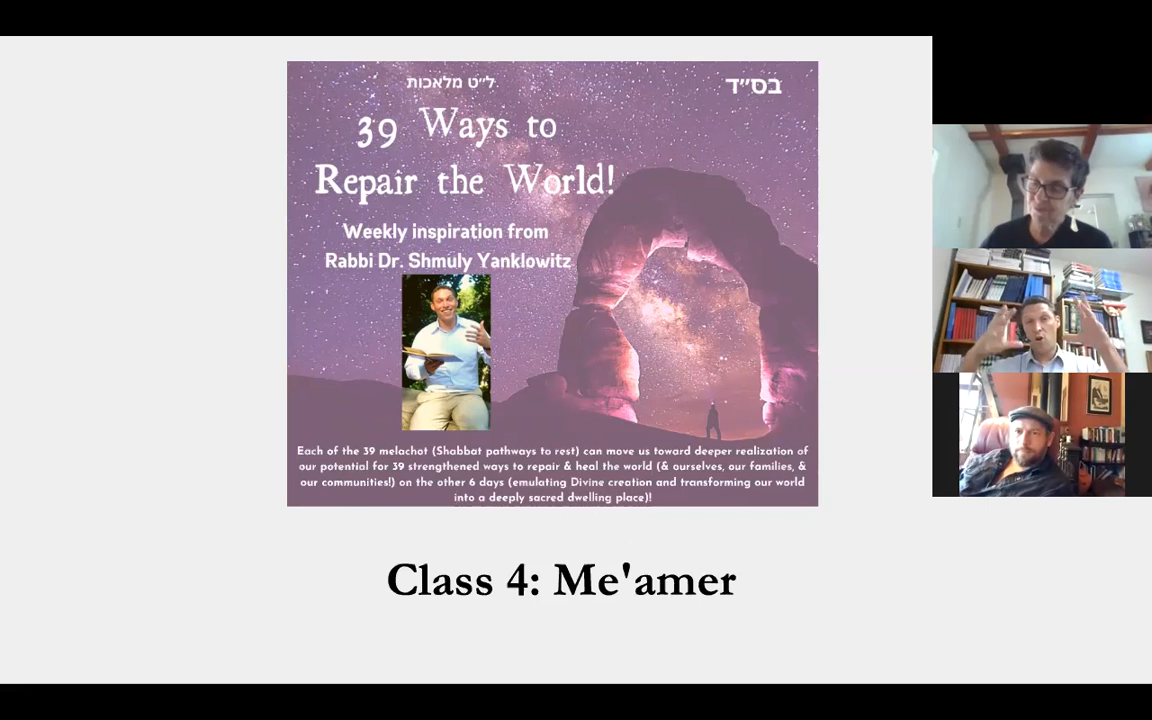 ל״ט מלאכות
בס״ד
39 Ways to
Repair the World!
Weekly inspiration from
Rabbi Dr. Shmuly Yanklowitz
Each of the 39 melachot (Shabbat pathways to rest) can move us toward deeper realization of
our potential for 39 strengthened ways to repair & heal the world (& ourselves, our families, &
our communities!) on the other 6 days (emulating Divine creation and transforming our world
into a deeply sacred dwelling place)!
Class 4: Me'amer